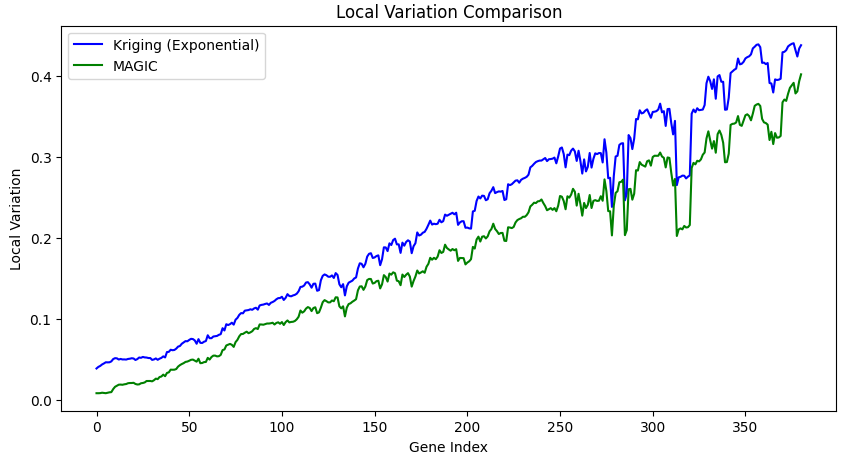 Local Variation Comparison
Kriging (Exponential)
MAGIC
Local Variation
0.4
0.3
0.2
0.1
0.0
0 50 100 150 200 250 300 350
Gene Index